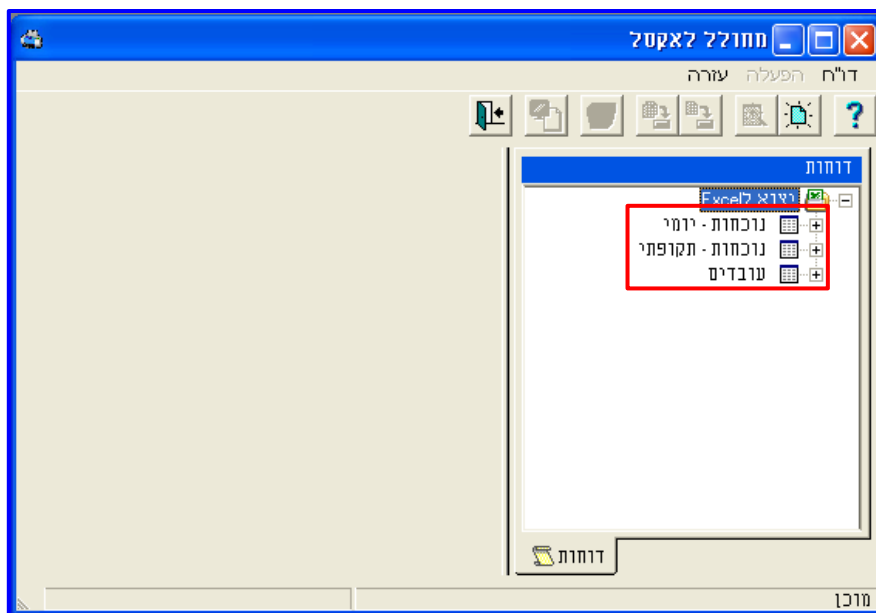 מחולל לאקסל
דו"ח הפעלה עזרה
?
דוחות
יצוא לExcel
נוכחות - יומי
נוכחות - תקופתי
עובדים
דוחות
מוכן